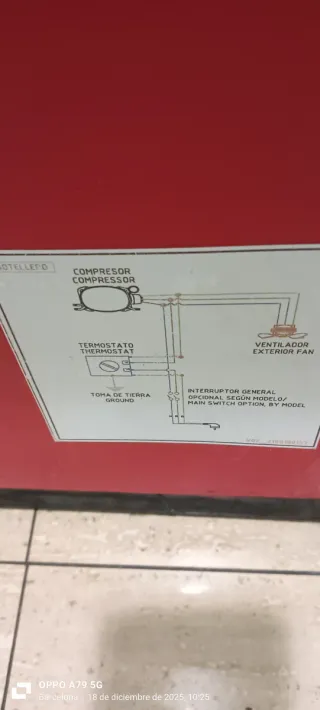 BOTELLERO
COMPRESOR
COMPRESSOR
VENTILADOR
EXTERIOR FAN
TERMOSTATO
THERMOSTAT
TOMA DE TIERRA
GROUND
INTERRUPTOR GENERAL
OPCIONAL SEGÚN MODELO/
MAIN SWITCH OPTION, BY MODEL
OPPO A79 5G
18 de diciembre de 2025, 10:25